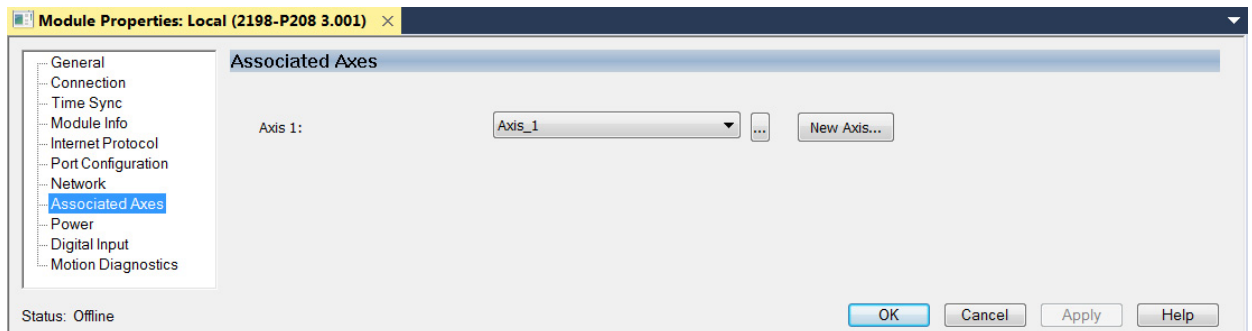 Module Properties: Local (2198-P208 3.001)
General
Connection
Time Sync
Module Info
Internet Protocol
Port Configuration
Network
Associated Axes
Power
Digital Input
Motion Diagnostics
Associated Axes
Axis 1:
Axis_1
...
New Axis...
Status: Offline
OK
Cancel
Apply
Help